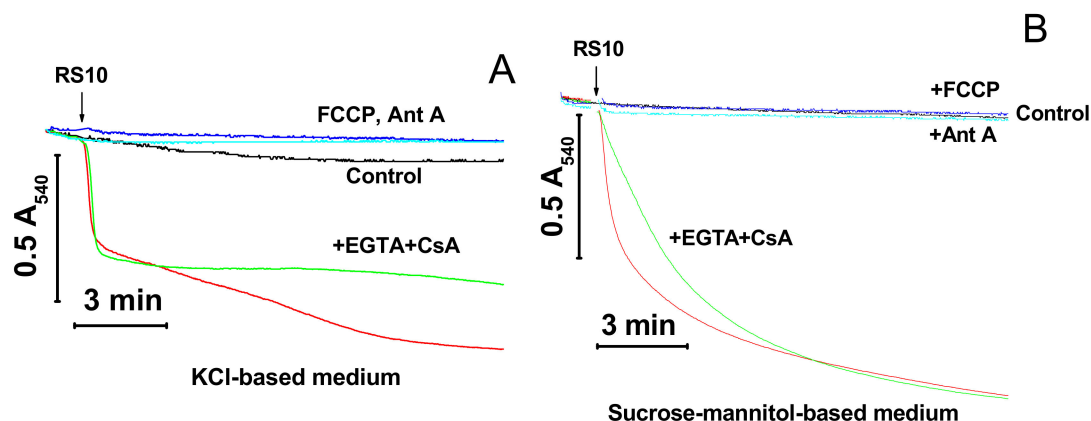 A
RS10
FCCP, Ant A
Control
0.5 A540
+EGTA+CsA
3 min
KCl-based medium
B
RS10
+FCCP
Control
+Ant A
0.5 A540
+EGTA+CsA
3 min
Sucrose-mannitol-based medium